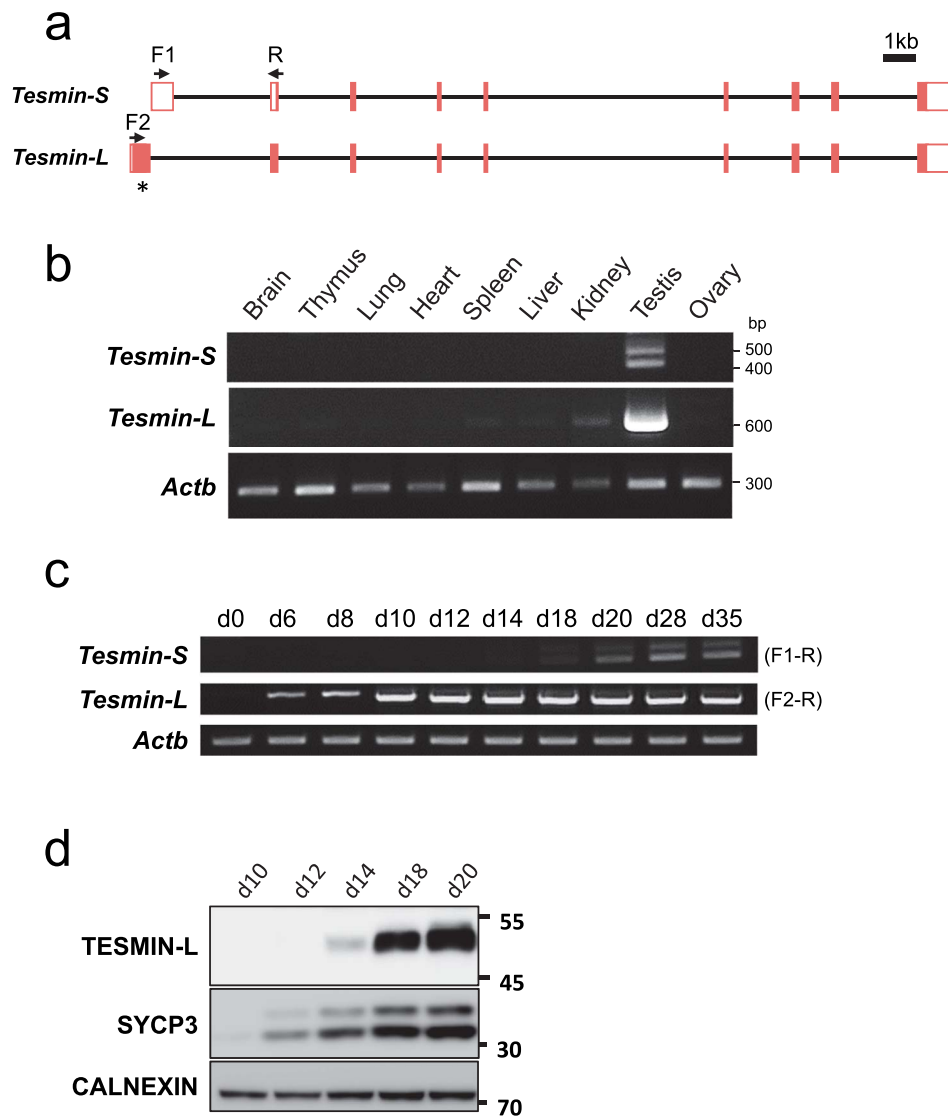 a
F1 R 1kb
Tesmin-S
F2
Tesmin-L
*
b
Brain Thymus Lung Heart Spleen Liver Kidney Testis Ovary
bp
Tesmin-S 500
400
Tesmin-L 600
Actb 300
c
d0 d6 d8 d10 d12 d14 d18 d20 d28 d35
Tesmin-S (F1-R)
Tesmin-L (F2-R)
Actb
d
d10 d12 d14 d18 d20
55
TESMIN-L
45
SYCP3
30
CALNEXIN
70